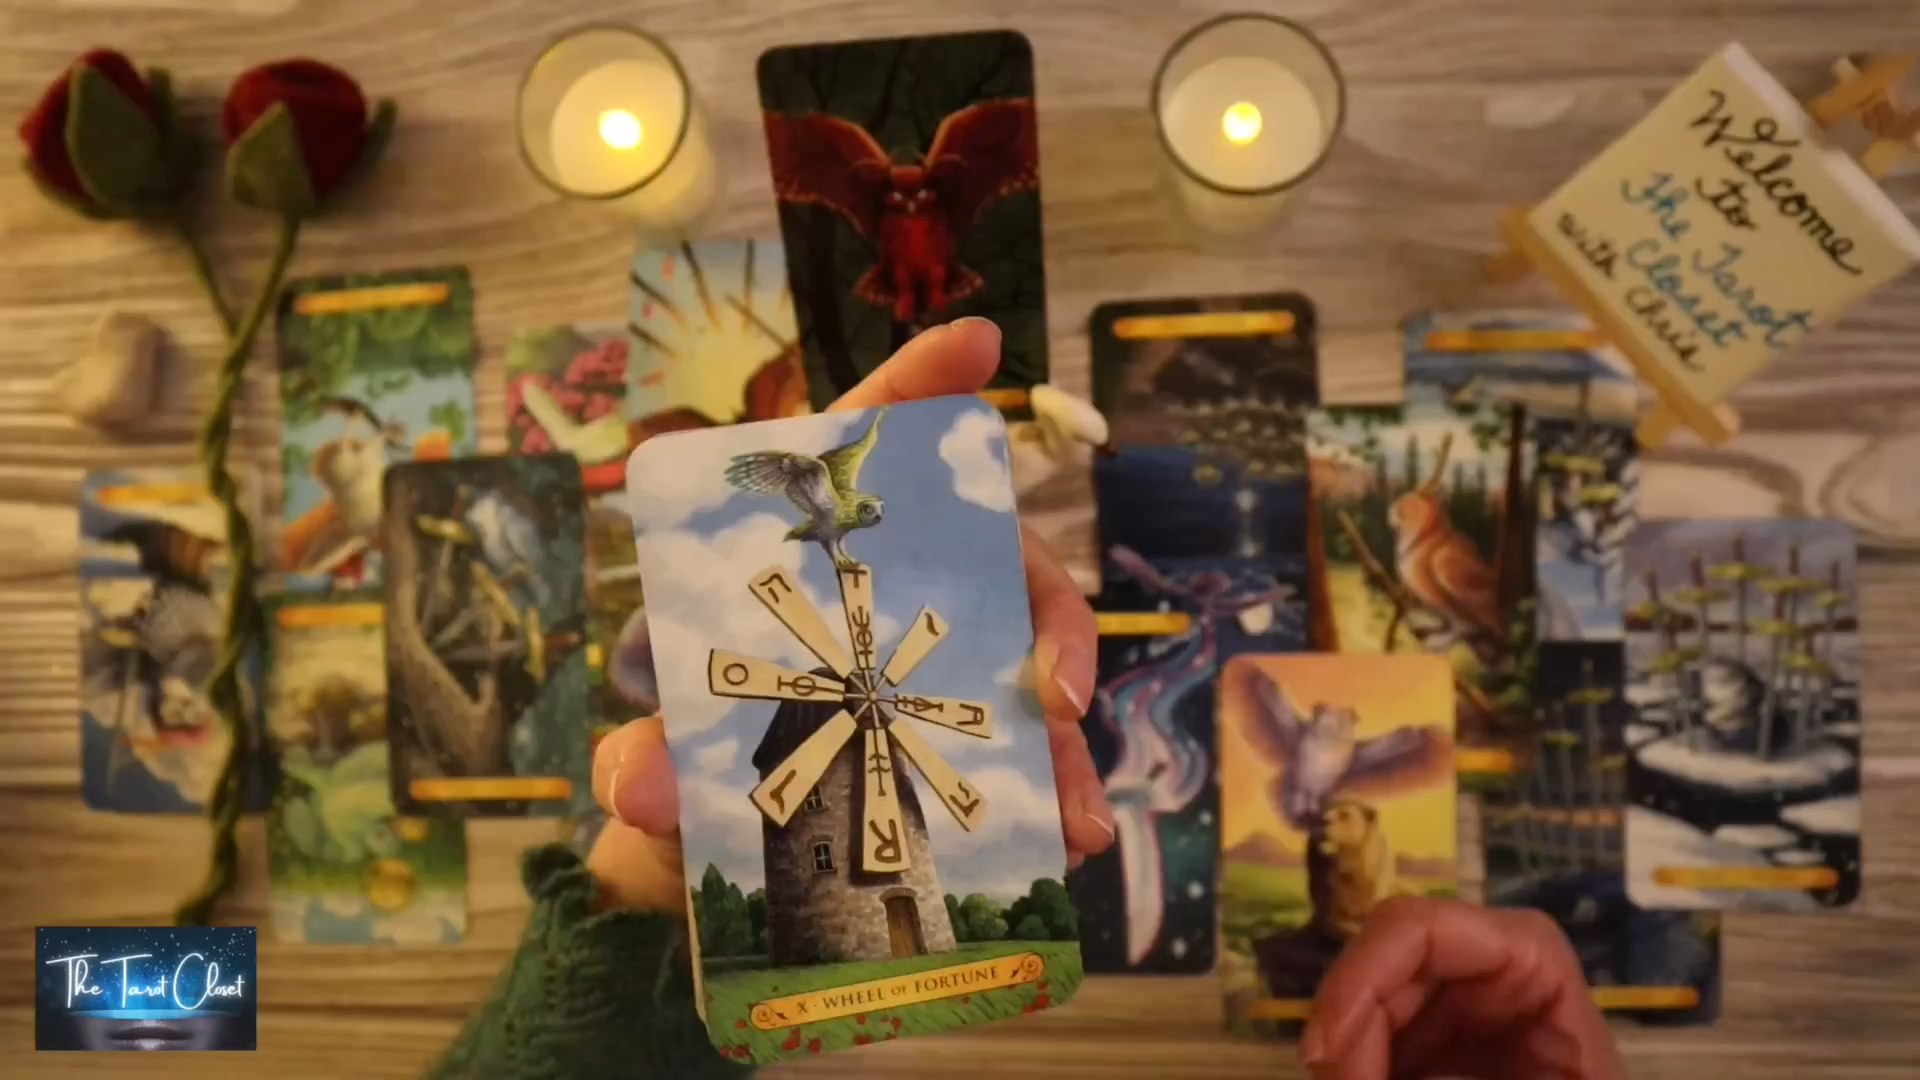 Welcome
to
The Tarot
Closet
with Chris
T
O
A
R
ה
י
ו
ה
X · WHEEL OF FORTUNE
The Tarot Closet